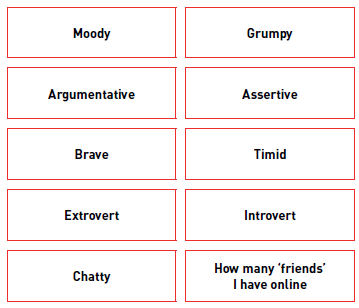 Moody
Grumpy
Argumentative
Assertive
Brave
Timid
Extrovert
Introvert
Chatty
How many ‘friends’
I have online